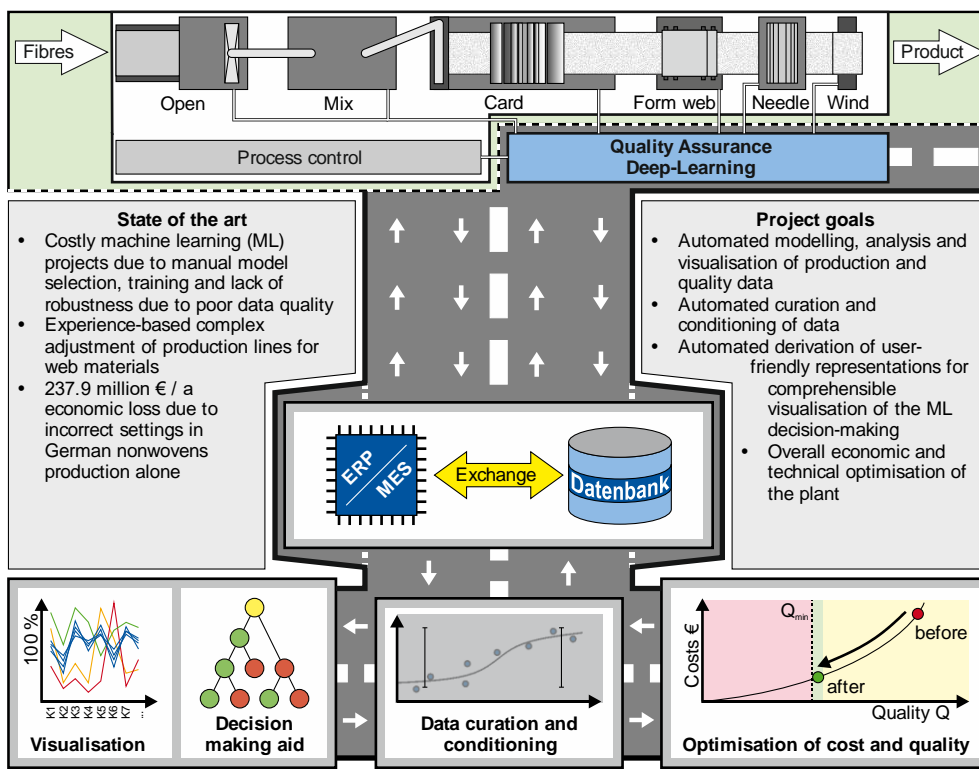 Fibres
Product
Open
Mix
Card
Form web
Needle
Wind
Process control
Quality Assurance
Deep-Learning
State of the art
• Costly machine learning (ML)
projects due to manual model
selection, training and lack of
robustness due to poor data quality
• Experience-based complex
adjustment of production lines for
web materials
• 237.9 million € / a
economic loss due to
incorrect settings in
German nonwovens
production alone
Project goals
• Automated modelling, analysis and
visualisation of production and
quality data
• Automated curation and
conditioning of data
• Automated derivation of user-
friendly representations for
comprehensible
visualisation of the ML
decision-making
• Overall economic and
technical optimisation of
the plant
ERP
MES
Exchange
Datenbank
100 %
K1
K2
K3
K4
K5
K6
K7
...
Visualisation
Decision
making aid
Data curation and
conditioning
Costs €
Qmin
before
after
Quality Q
Optimisation of cost and quality